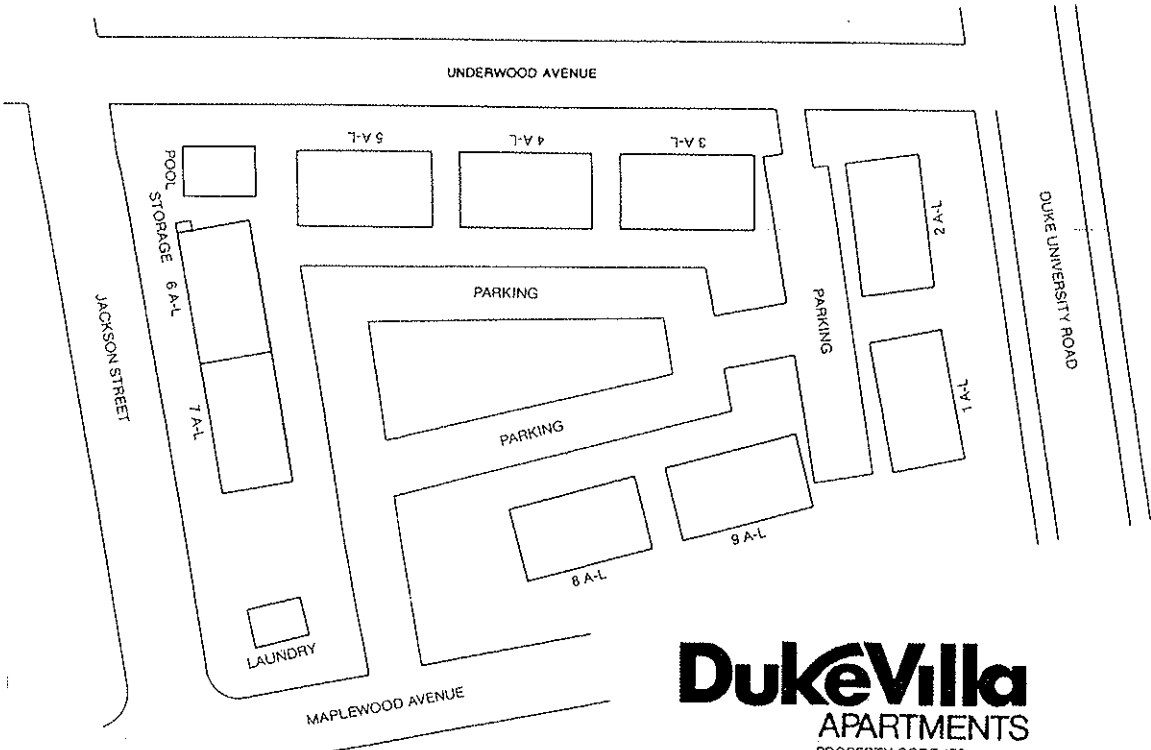 UNDERWOOD AVENUE
POOL
5 A-L
4 A-L
3 A-L
STORAGE
6 A-L
2 A-L
DUKE UNIVERSITY ROAD
PARKING
PARKING
JACKSON STREET
7 A-L
1 A-L
PARKING
9 A-L
8 A-L
LAUNDRY
MAPLEWOOD AVENUE
DukeVilla
APARTMENTS